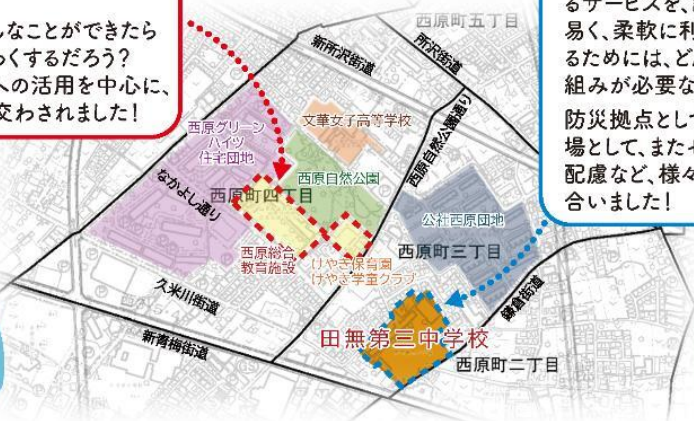 んなことができたら
っくするだろう？
への活用を中心に、
交わされました！
るサービスを、
易く、柔軟に利
るためには、ど
組みが必要な
防災拠点として
場として、また
配慮など、様々
合いました！
西原町五丁目
新所沢街道
所沢街道
文華女子高等学校
西原自然公園通り
西原グリーン
ハイツ
住宅団地
なかよし通り
西原町四丁目
西原自然公園
公社西原団地
西原町三丁目
西原総合
教育施設
けやき保育園
けやき学童クラブ
久米川街道
鎌倉街道
新青梅街道
田無第三中学校
西原町二丁目